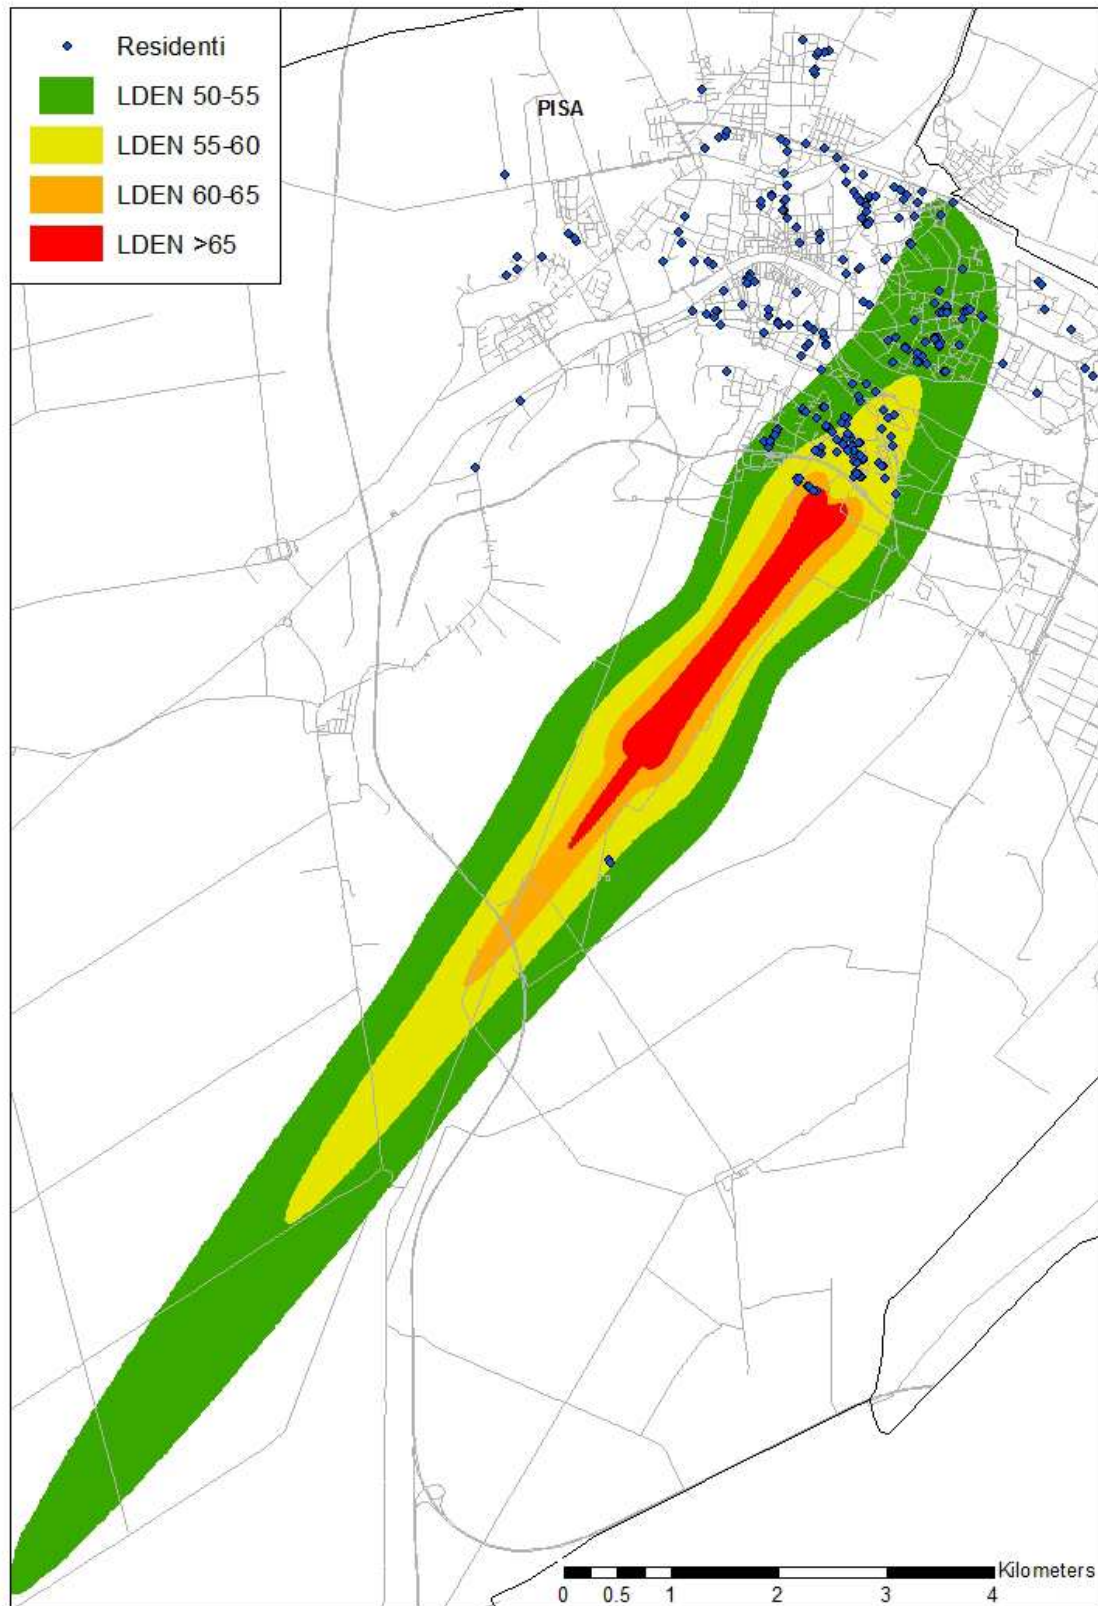 Residenti
LDEN 50-55
LDEN 55-60
LDEN 60-65
LDEN >65
PISA
Kilometers
0 0.5 1 2 3 4